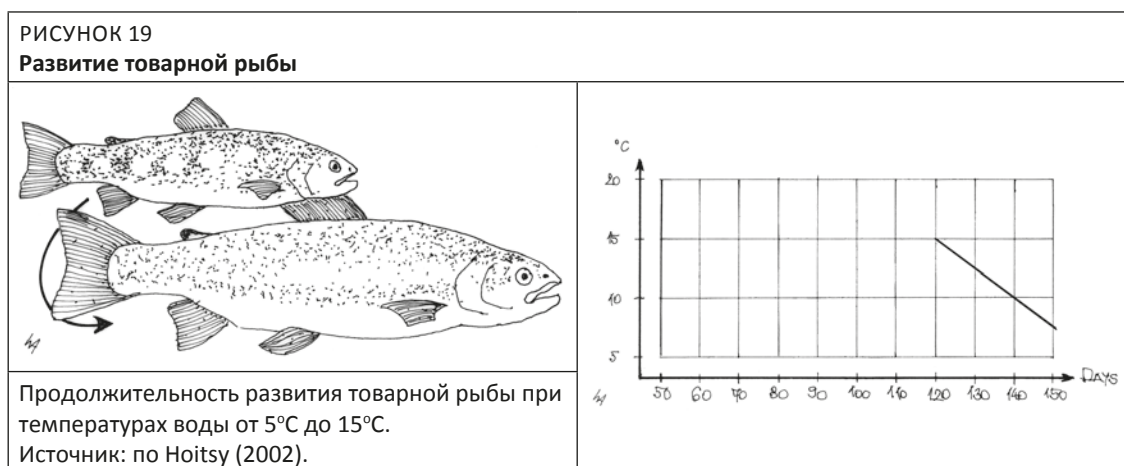 РИСУНОК 19
Развитие товарной рыбы
Продолжительность развития товарной рыбы при
температурах воды от 5°C до 15°C.
Источник: по Hoitsy (2002).
°C
20
15
10
5
50 60 70 80 90 100 110 120 130 140 150 DAYS